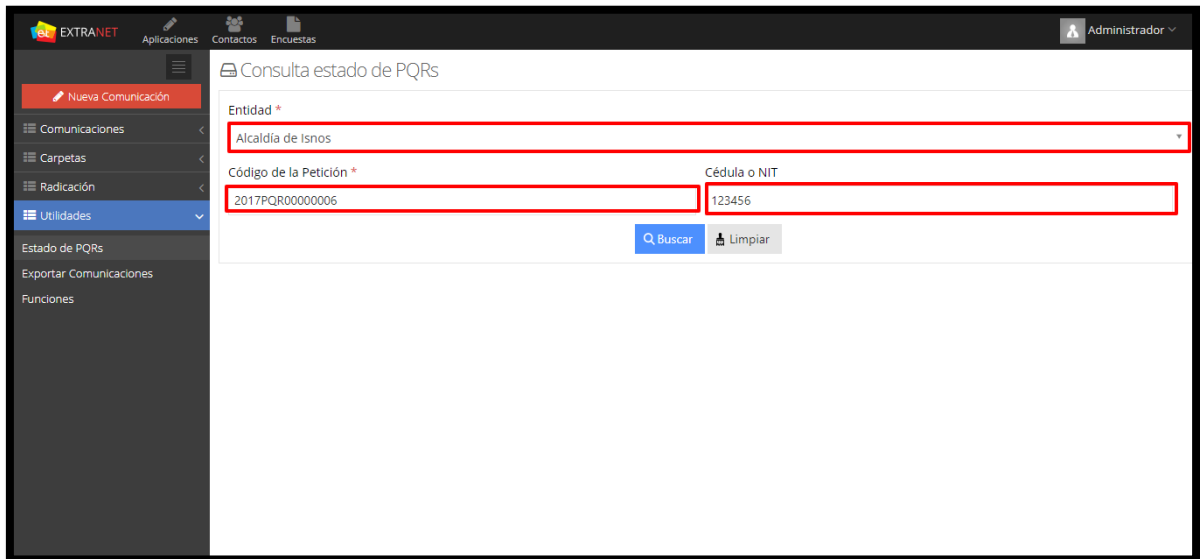 EXTRANET
Aplicaciones Contactos Encuestas
Administrador
Nueva Comunicación
Comunicaciones
Carpetas
Radicación
Utilidades
Estado de PQRs
Exportar Comunicaciones
Funciones
Consulta estado de PQRs
Entidad *
Alcaldía de Isnos
Código de la Petición * Cédula o NIT
2017PQR00000006 123456
Buscar Limpiar